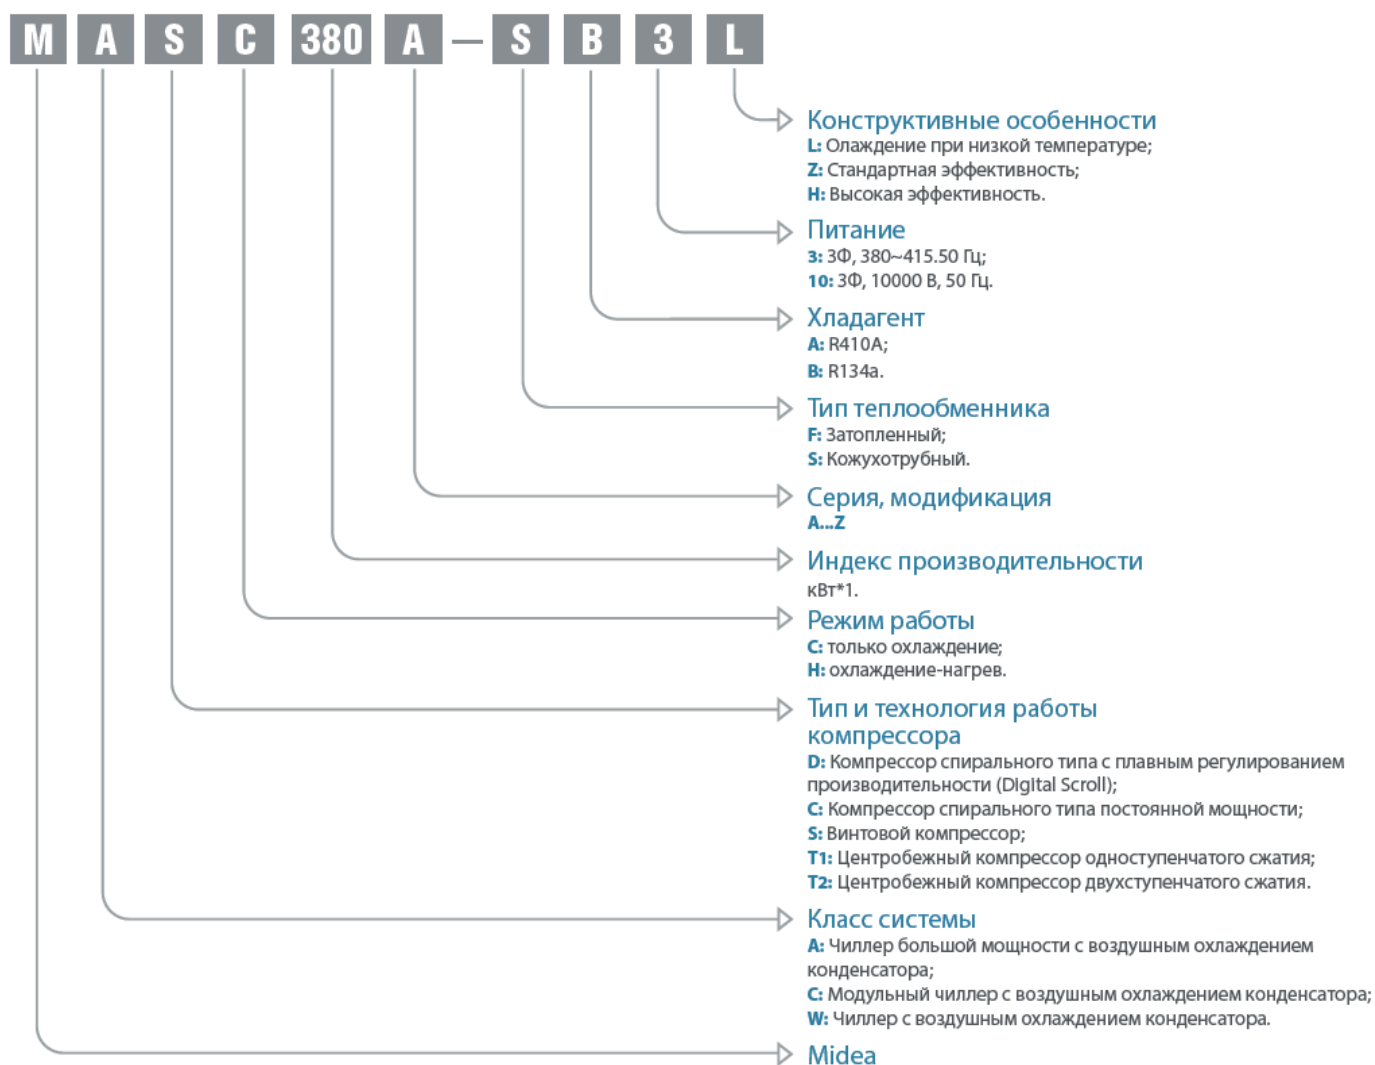 M A S C 380 A — S B 3 L
Конструктивные особенности
L: Олаждение при низкой температуре;
Z: Стандартная эффективность;
H: Высокая эффективность.
Питание
3: 3Ф, 380~415.50 Гц;
10: 3Ф, 10000 В, 50 Гц.
Хладагент
A: R410A;
B: R134a.
Тип теплообменника
F: Затопленный;
S: Кожухотрубный.
Серия, модификация
A...Z
Индекс производительности
кВт*1.
Режим работы
C: только охлаждение;
H: охлаждение-нагрев.
Тип и технология работы
компрессора
D: Компрессор спирального типа с плавным регулированием
производительности (Digital Scroll);
C: Компрессор спирального типа постоянной мощности;
S: Винтовой компрессор;
T1: Центробежный компрессор одноступенчатого сжатия;
T2: Центробежный компрессор двухступенчатого сжатия.
Класс системы
A: Чиллер большой мощности с воздушным охлаждением
конденсатора;
C: Модульный чиллер с воздушным охлаждением конденсатора;
W: Чиллер с воздушным охлаждением конденсатора.
Midea